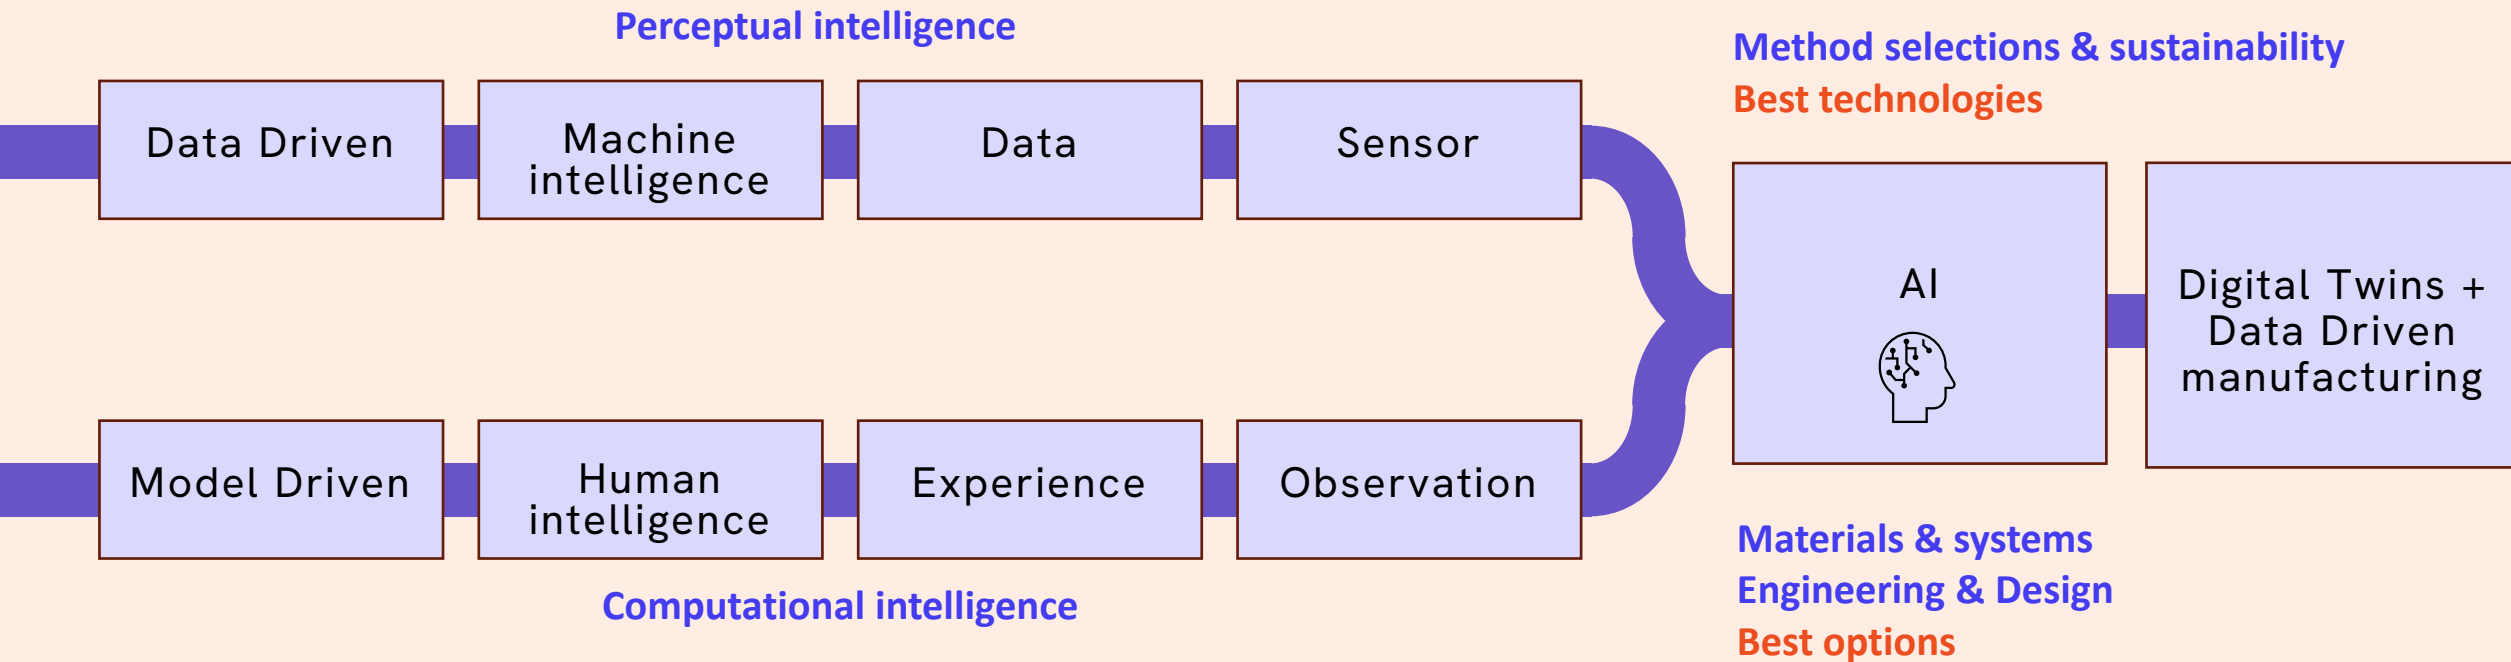 Perceptual intelligence
Method selections & sustainability
Best technologies
Data Driven
Machine
intelligence
Data
Sensor
AI
Digital Twins +
Data Driven
manufacturing
Model Driven
Human
intelligence
Experience
Observation
Computational intelligence
Materials & systems
Engineering & Design
Best options